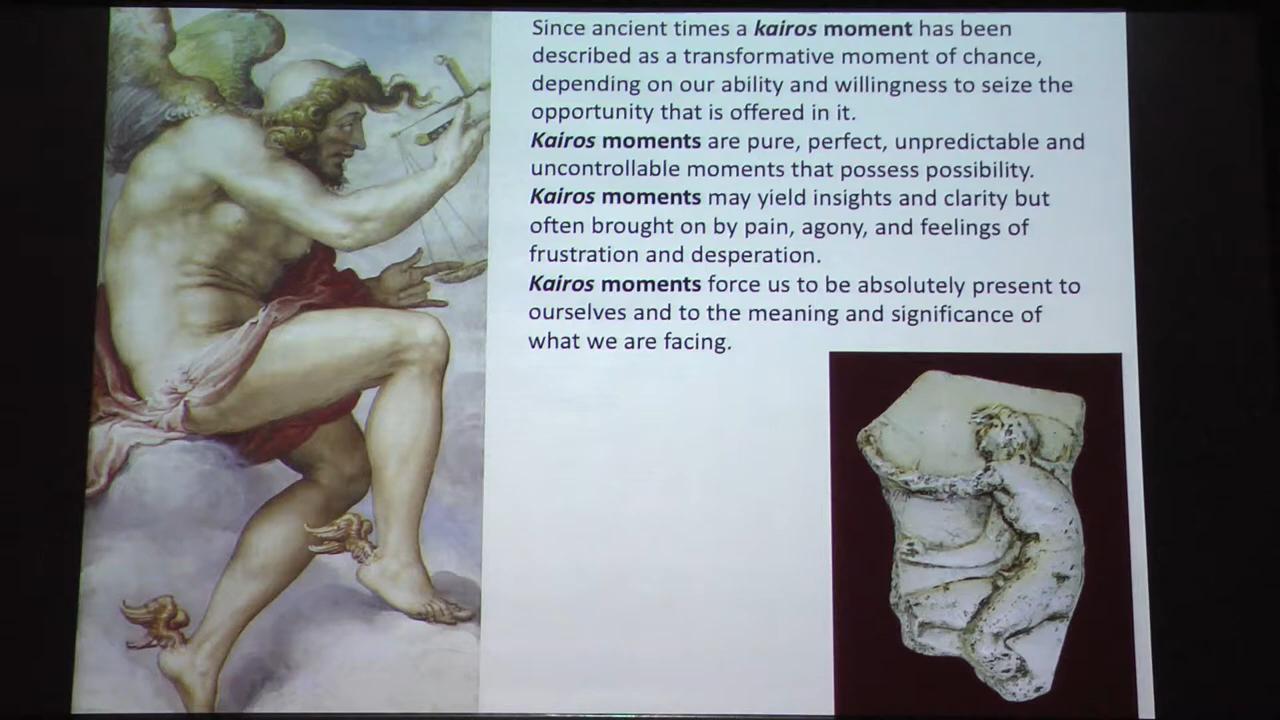 Since ancient times a kairos moment has been
described as a transformative moment of chance,
depending on our ability and willingness to seize the
opportunity that is offered in it.
Kairos moments are pure, perfect, unpredictable and
uncontrollable moments that possess possibility.
Kairos moments may yield insights and clarity but
often brought on by pain, agony, and feelings of
frustration and desperation.
Kairos moments force us to be absolutely present to
ourselves and to the meaning and significance of
what we are facing.